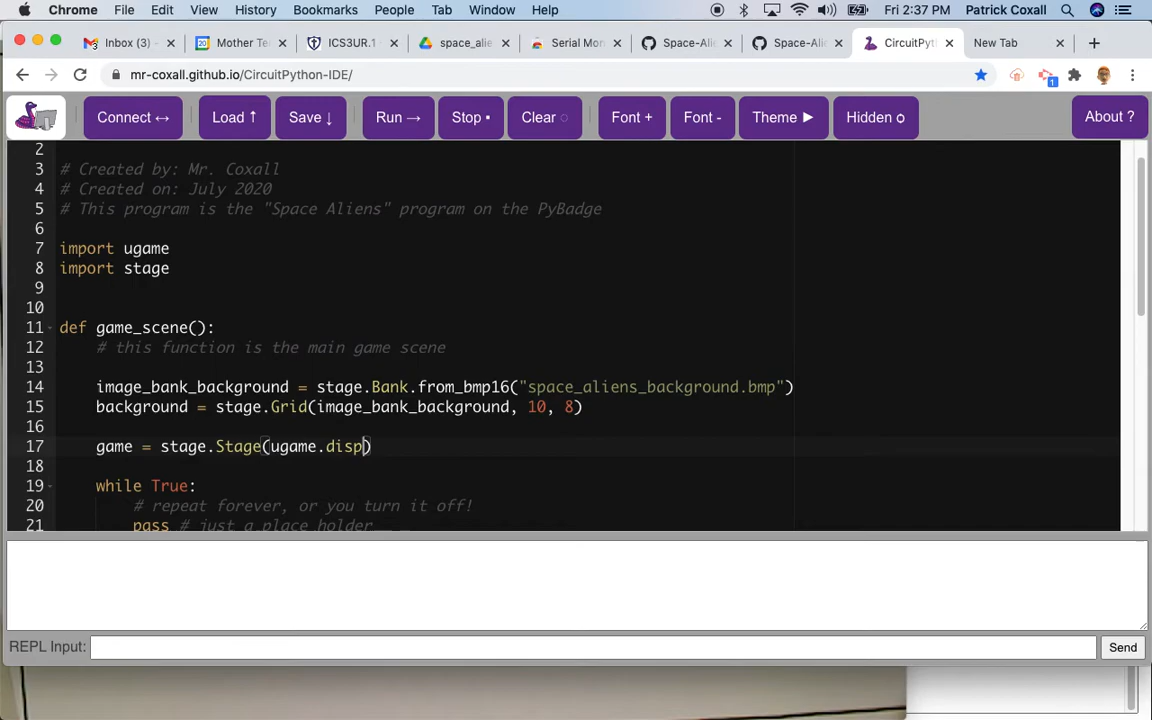 Chrome File Edit View History Bookmarks People Tab Window Help Fri 2:37 PM Patrick Coxall
Inbox (3) - Mother Te ICS3UR.1 space_alie Serial Mon Space-Ali Space-Ali CircuitPyt New Tab
mr-coxall.github.io/CircuitPython-IDE/ 1
Connect ↔ Load ↑ Save ↓ Run → Stop ▪ Clear ○ Font + Font - Theme ▶ Hidden o About ?
2
3 # Created by: Mr. Coxall
4 # Created on: July 2020
5 # This program is the "Space Aliens" program on the PyBadge
6
7 import ugame
8 import stage
9
10
11 def game_scene():
12 # this function is the main game scene
13
14 image_bank_background = stage.Bank.from_bmp16("space_aliens_background.bmp")
15 background = stage.Grid(image_bank_background, 10, 8)
16
17 game = stage.Stage(ugame.disp)
18
19 while True:
20 # repeat forever, or you turn it off!
21 pass # just a place holder
REPL Input: Send